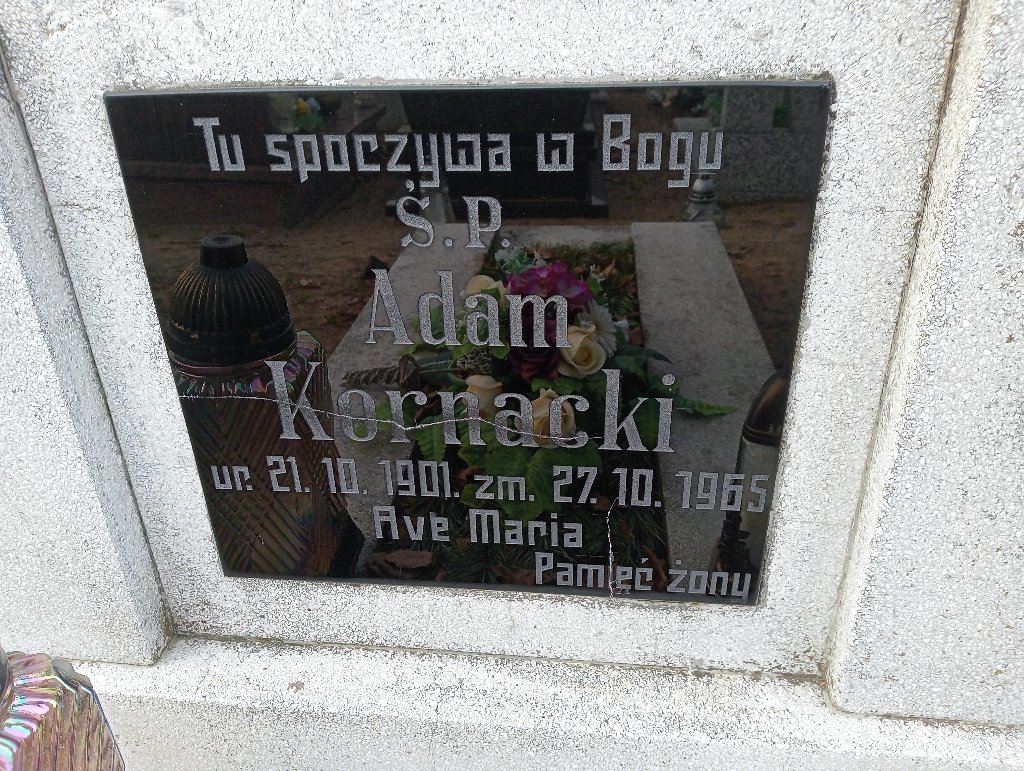 Tu spoczywa w Bogu
Ś.P.
Adam
Kornacki
ur. 21. 10. 1901. zm. 27. 10. 1965
Ave Maria
Pamięć żony